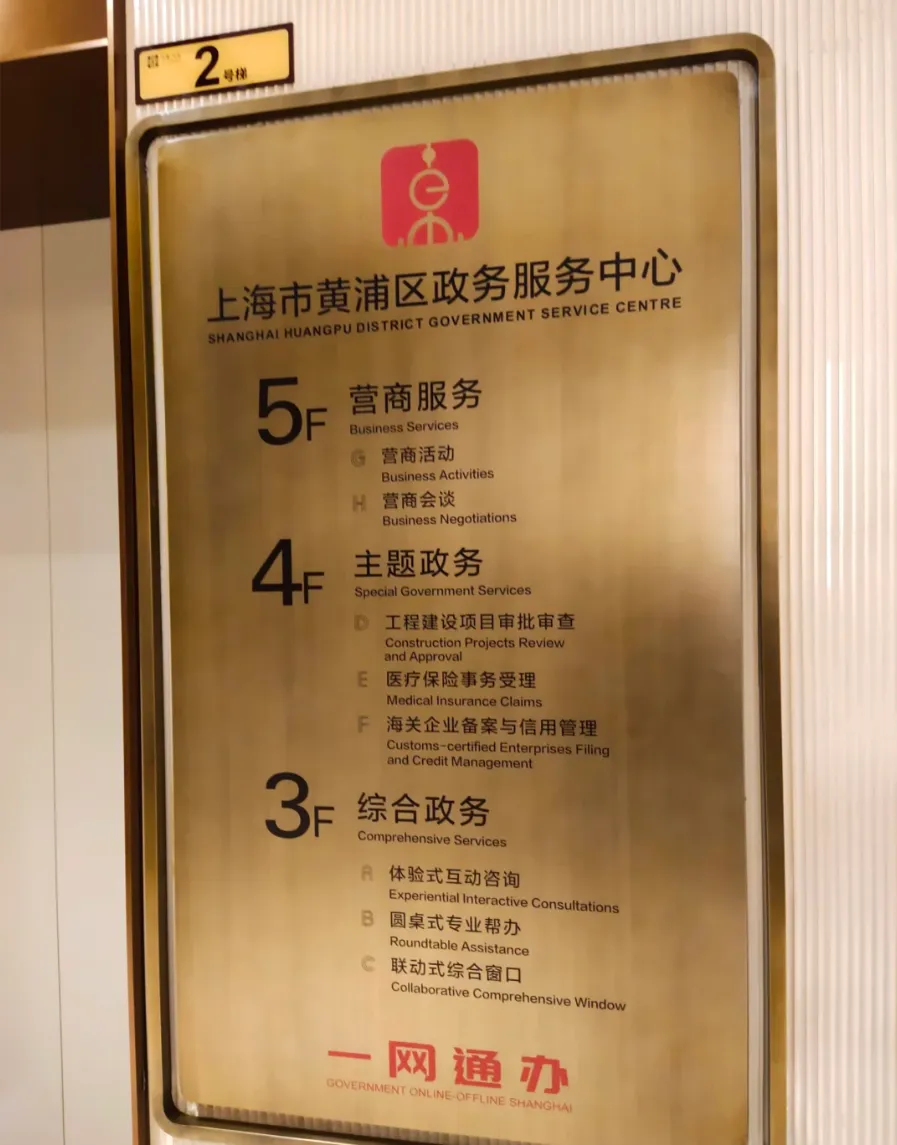 2号梯
上海市黄浦区政务服务中心
SHANGHAI HUANGPU DISTRICT GOVERNMENT SERVICE CENTRE
5F 营商服务
Business Services
G 营商活动
Business Activities
H 营商会谈
Business Negotiations
4F 主题政务
Special Government Services
D 工程建设项目审批审查
Construction Projects Review
and Approval
E 医疗保险事务受理
Medical Insurance Claims
F 海关企业备案与信用管理
Customs-certified Enterprises Filing
and Credit Management
3F 综合政务
Comprehensive Services
A 体验式互动咨询
Experiential Interactive Consultations
B 圆桌式专业帮办
Roundtable Assistance
C 联动式综合窗口
Collaborative Comprehensive Window
一网通办
GOVERNMENT ONLINE-OFFLINE SHANGHAI